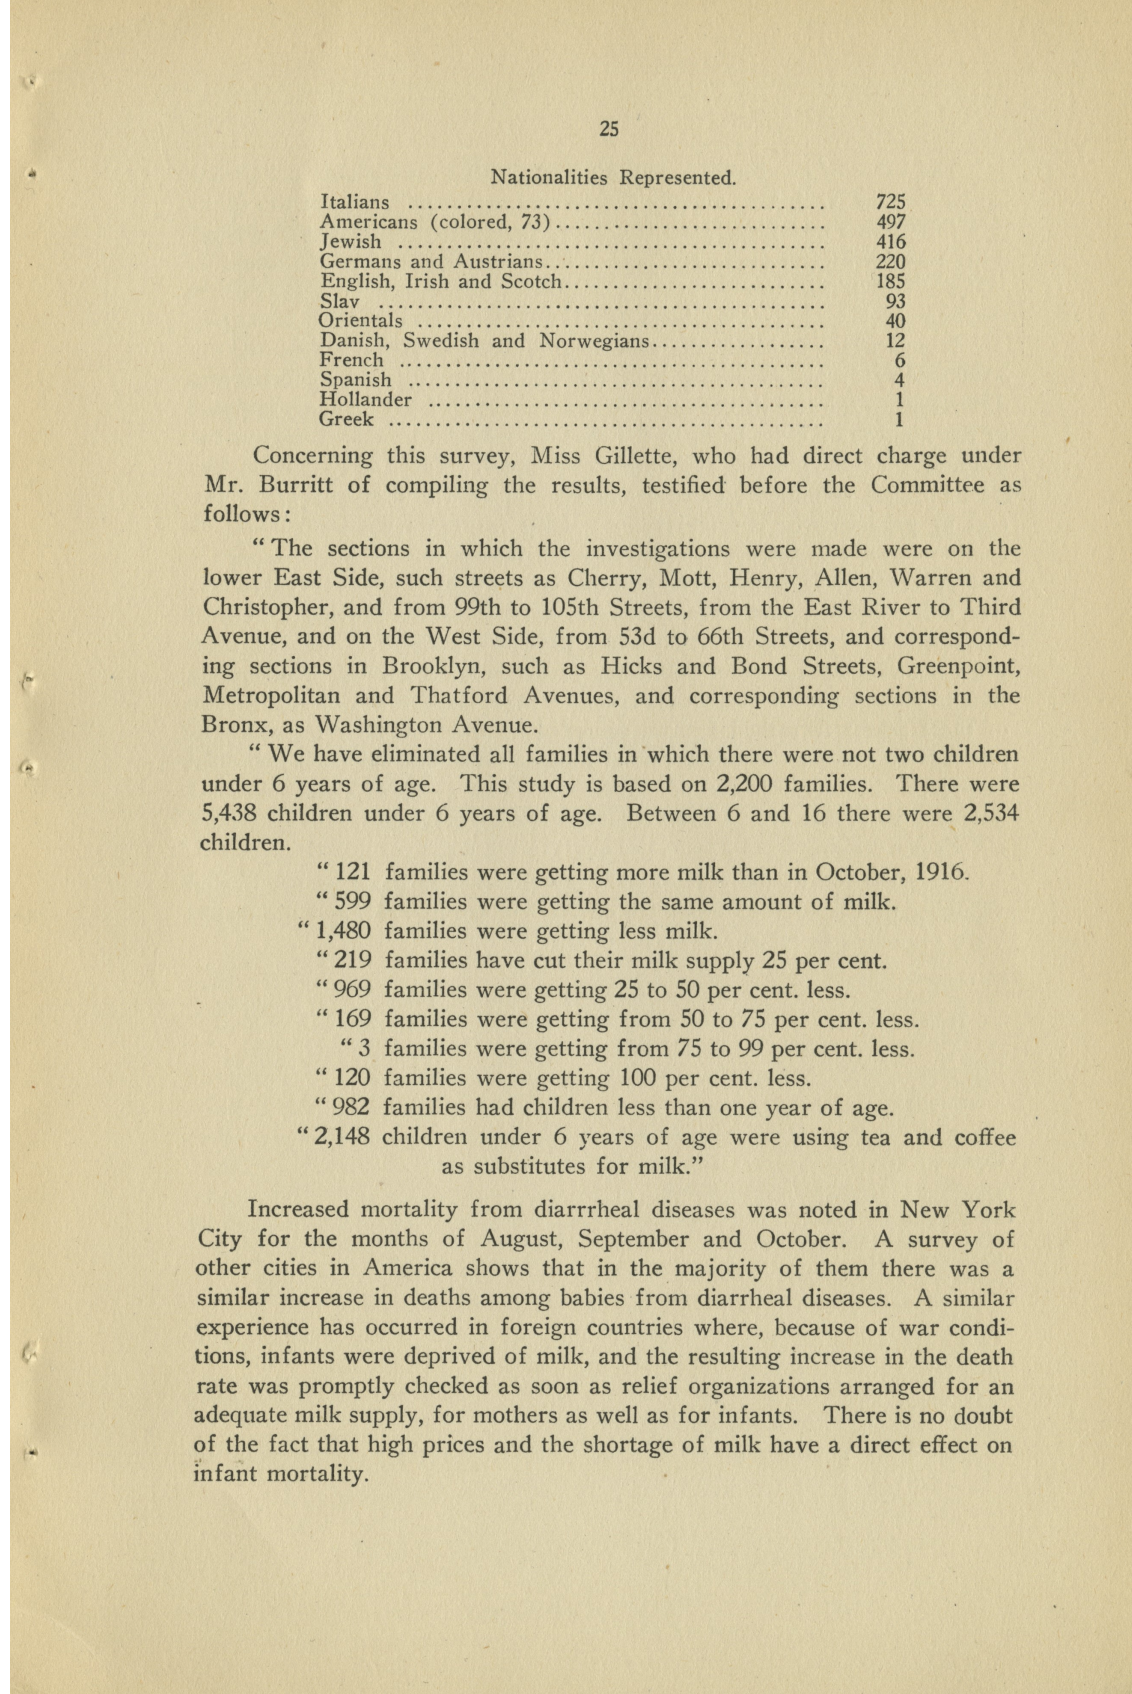 25
Nationalities Represented.
Italians ........................................... 725
Americans (colored, 73)............................ 497
Jewish ............................................ 416
Germans and Austrians............................. 220
English, Irish and Scotch........................... 185
Slav .............................................. 93
Orientals .......................................... 40
Danish, Swedish and Norwegians.................. 12
French ............................................ 6
Spanish ........................................... 4
Hollander ......................................... 1
Greek ............................................. 1
Concerning this survey, Miss Gillette, who had direct charge under
Mr. Burritt of compiling the results, testified before the Committee as
follows:
“ The sections in which the investigations were made were on the
lower East Side, such streets as Cherry, Mott, Henry, Allen, Warren and
Christopher, and from 99th to 105th Streets, from the East River to Third
Avenue, and on the West Side, from 53d to 66th Streets, and correspond-
ing sections in Brooklyn, such as Hicks and Bond Streets, Greenpoint,
Metropolitan and Thatford Avenues, and corresponding sections in the
Bronx, as Washington Avenue.
“ We have eliminated all families in which there were not two children
under 6 years of age. This study is based on 2,200 families. There were
5,438 children under 6 years of age. Between 6 and 16 there were 2,534
children.
“ 121 families were getting more milk than in October, 1916.
“ 599 families were getting the same amount of milk.
“ 1,480 families were getting less milk.
“ 219 families have cut their milk supply 25 per cent.
“ 969 families were getting 25 to 50 per cent. less.
“ 169 families were getting from 50 to 75 per cent. less.
“ 3 families were getting from 75 to 99 per cent. less.
“ 120 families were getting 100 per cent. less.
“ 982 families had children less than one year of age.
“ 2,148 children under 6 years of age were using tea and coffee
as substitutes for milk.”
Increased mortality from diarrrheal diseases was noted in New York
City for the months of August, September and October. A survey of
other cities in America shows that in the majority of them there was a
similar increase in deaths among babies from diarrheal diseases. A similar
experience has occurred in foreign countries where, because of war condi-
tions, infants were deprived of milk, and the resulting increase in the death
rate was promptly checked as soon as relief organizations arranged for an
adequate milk supply, for mothers as well as for infants. There is no doubt
of the fact that high prices and the shortage of milk have a direct effect on
infant mortality.